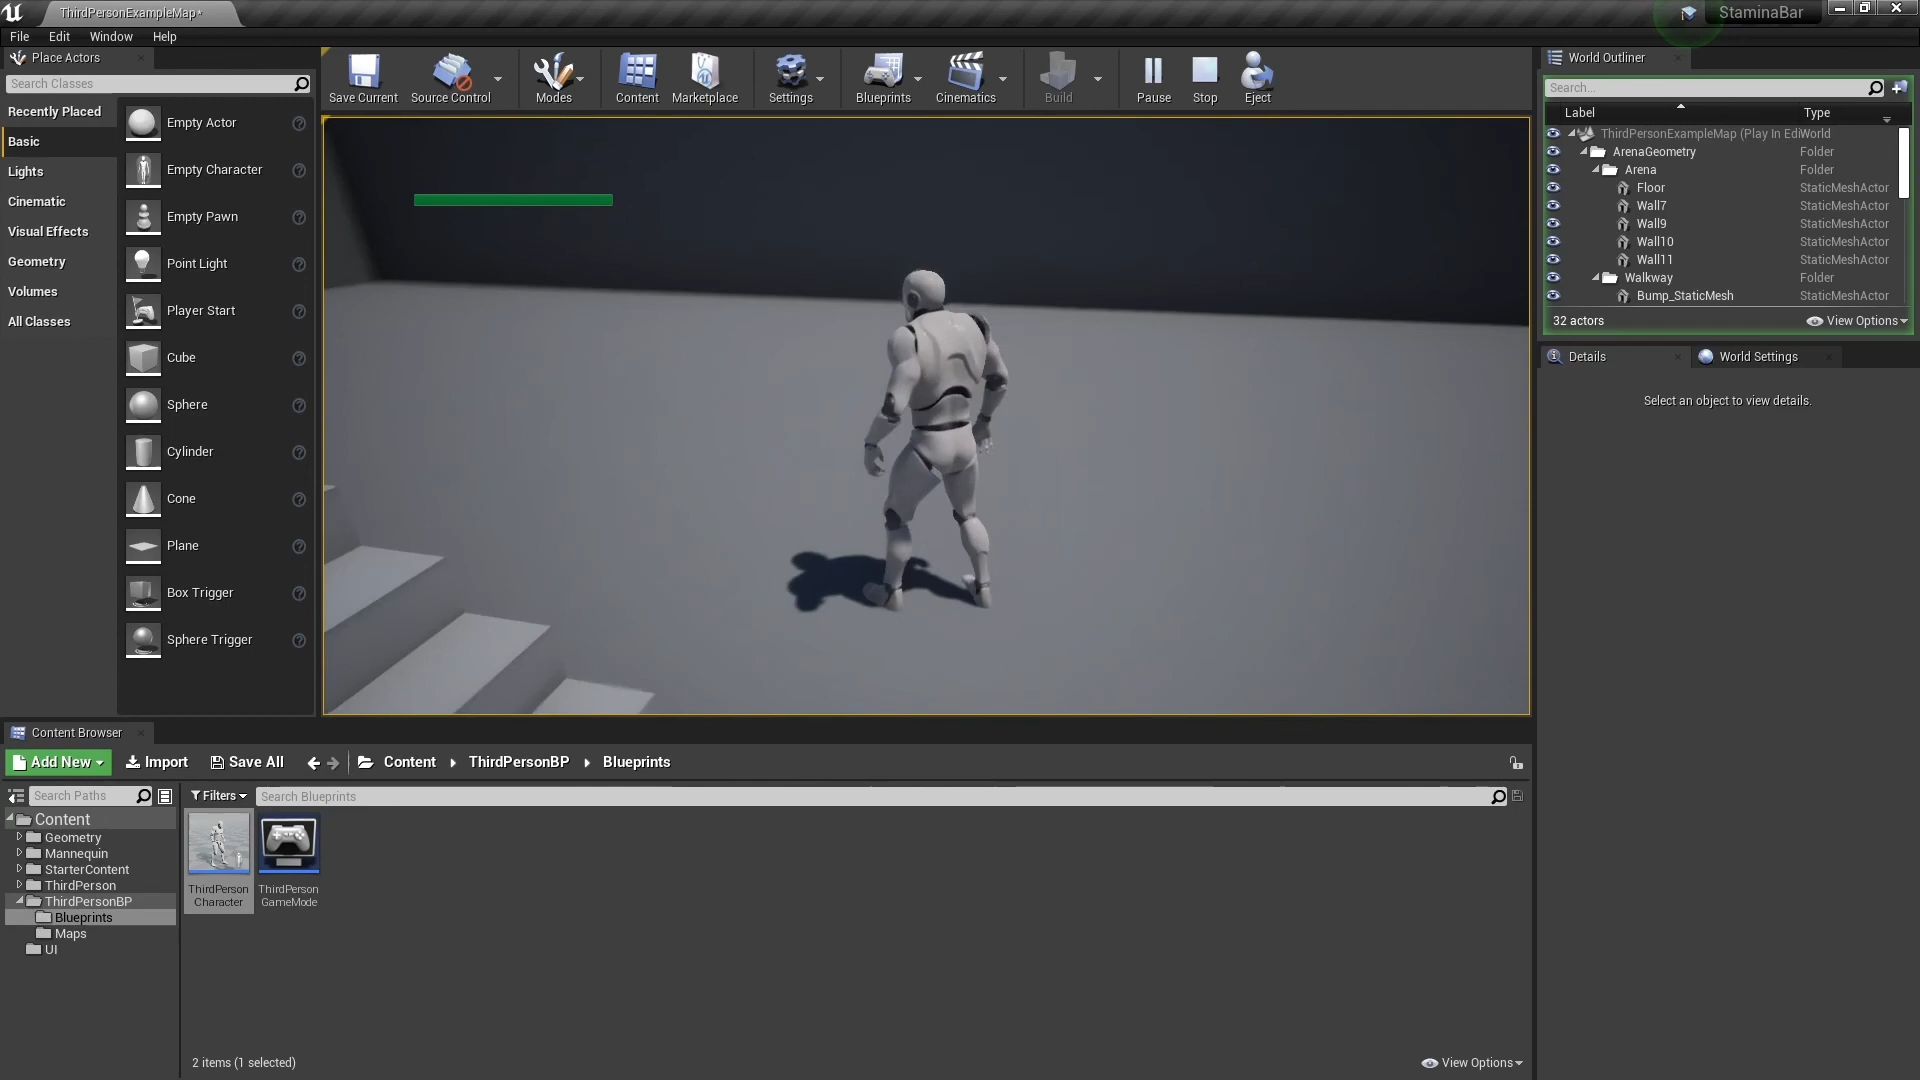 ThirdPersonExampleMap*
StaminaBar
File
Edit
Window
Help
Place Actors
Search Classes
Recently Placed
Basic
Lights
Cinematic
Visual Effects
Geometry
Volumes
All Classes
Empty Actor
Empty Character
Empty Pawn
Point Light
Player Start
Cube
Sphere
Cylinder
Cone
Plane
Box Trigger
Sphere Trigger
Save Current
Source Control
Modes
Content
Marketplace
Settings
Blueprints
Cinematics
Build
Pause
Stop
Eject
World Outliner
Search...
Label
Type
ThirdPersonExampleMap (Play In Edi
World
ArenaGeometry
Folder
Arena
Folder
Floor
StaticMeshActor
Wall7
StaticMeshActor
Wall9
StaticMeshActor
Wall10
StaticMeshActor
Wall11
StaticMeshActor
Walkway
Folder
Bump_StaticMesh
StaticMeshActor
32 actors
View Options
Details
World Settings
Select an object to view details.
Content Browser
Add New
Import
Save All
Content
ThirdPersonBP
Blueprints
Search Paths
Filters
Search Blueprints
Content
Geometry
Mannequin
StarterContent
ThirdPerson
ThirdPersonBP
Blueprints
Maps
UI
ThirdPerson
Character
ThirdPerson
GameMode
2 items (1 selected)
View Options